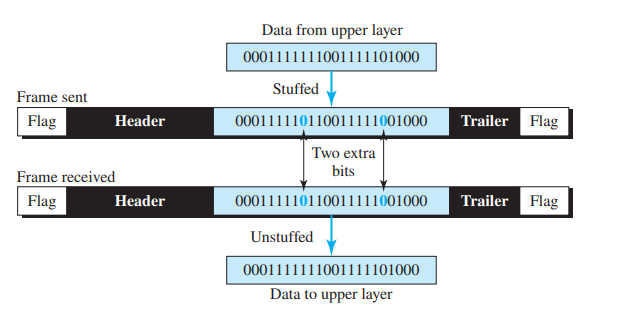 Data from upper layer
0001111111001111101000
Stuffed
Frame sent
Flag Header 000111110110011111001000 Trailer Flag
Two extra
bits
Frame received
Flag Header 000111110110011111001000 Trailer Flag
Unstuffed
0001111111001111101000
Data to upper layer